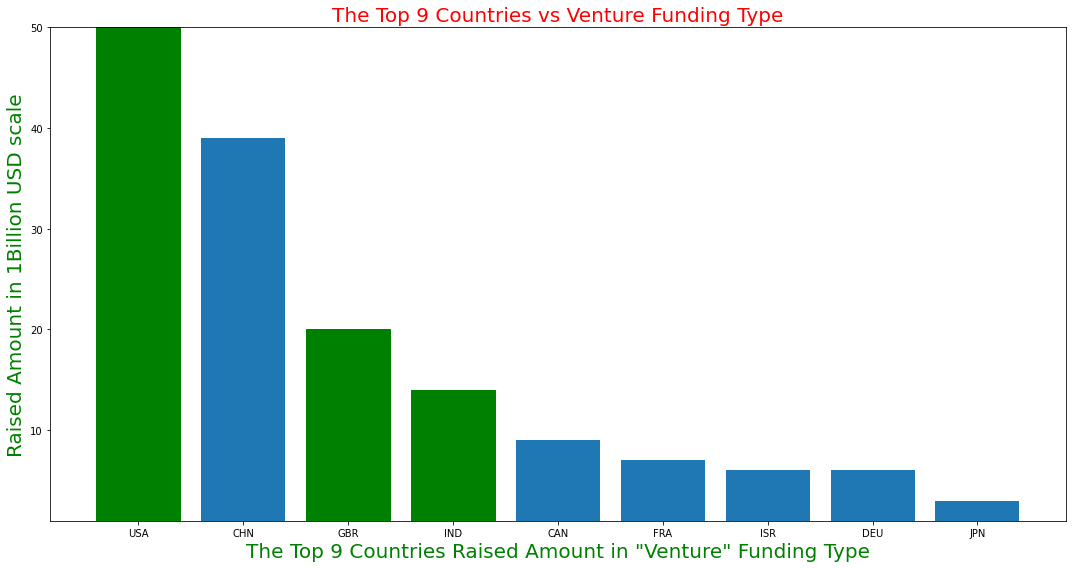 The Top 9 Countries vs Venture Funding Type
Raised Amount in 1Billion USD scale
50
40
30
20
10
USA CHN GBR IND CAN FRA ISR DEU JPN
The Top 9 Countries Raised Amount in "Venture" Funding Type